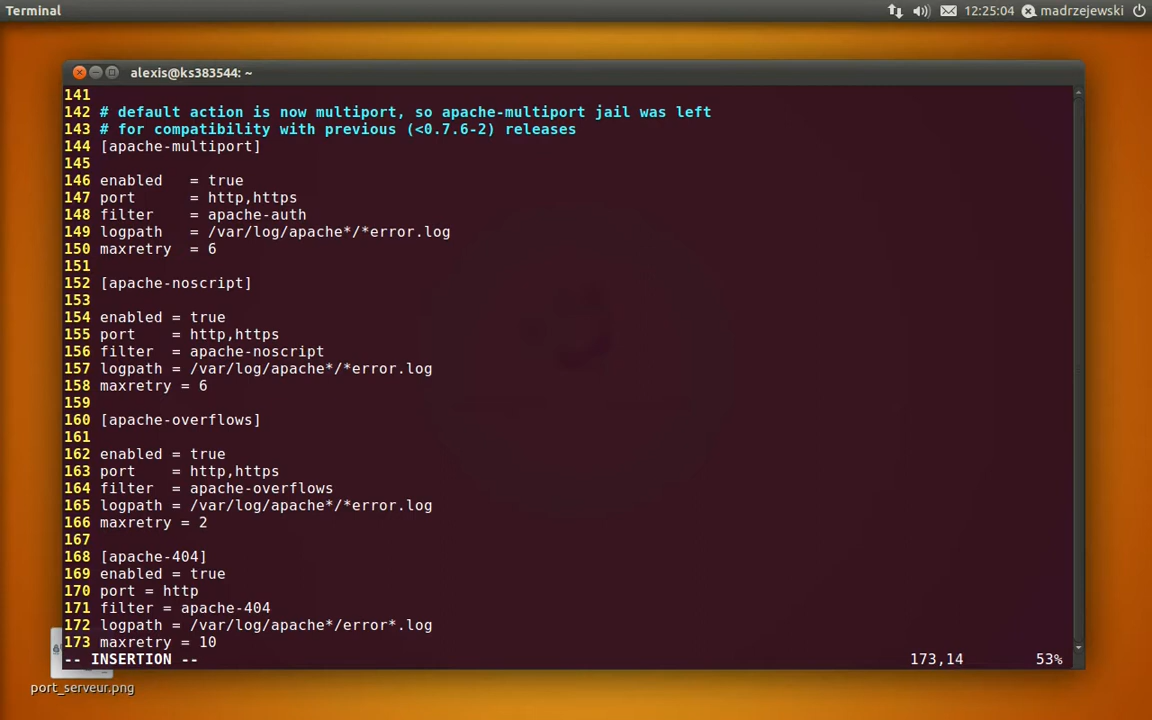 Terminal
12:25:04 madrzejewski
alexis@ks383544: ~
141
142 # default action is now multiport, so apache-multiport jail was left
143 # for compatibility with previous (<0.7.6-2) releases
144 [apache-multiport]
145
146 enabled   = true
147 port      = http,https
148 filter    = apache-auth
149 logpath   = /var/log/apache*/*error.log
150 maxretry  = 6
151
152 [apache-noscript]
153
154 enabled = true
155 port    = http,https
156 filter  = apache-noscript
157 logpath = /var/log/apache*/*error.log
158 maxretry = 6
159
160 [apache-overflows]
161
162 enabled = true
163 port    = http,https
164 filter  = apache-overflows
165 logpath = /var/log/apache*/*error.log
166 maxretry = 2
167
168 [apache-404]
169 enabled = true
170 port = http
171 filter = apache-404
172 logpath = /var/log/apache*/error*.log
173 maxretry = 10
-- INSERTION -- 173,14 53%
port_serveur.png